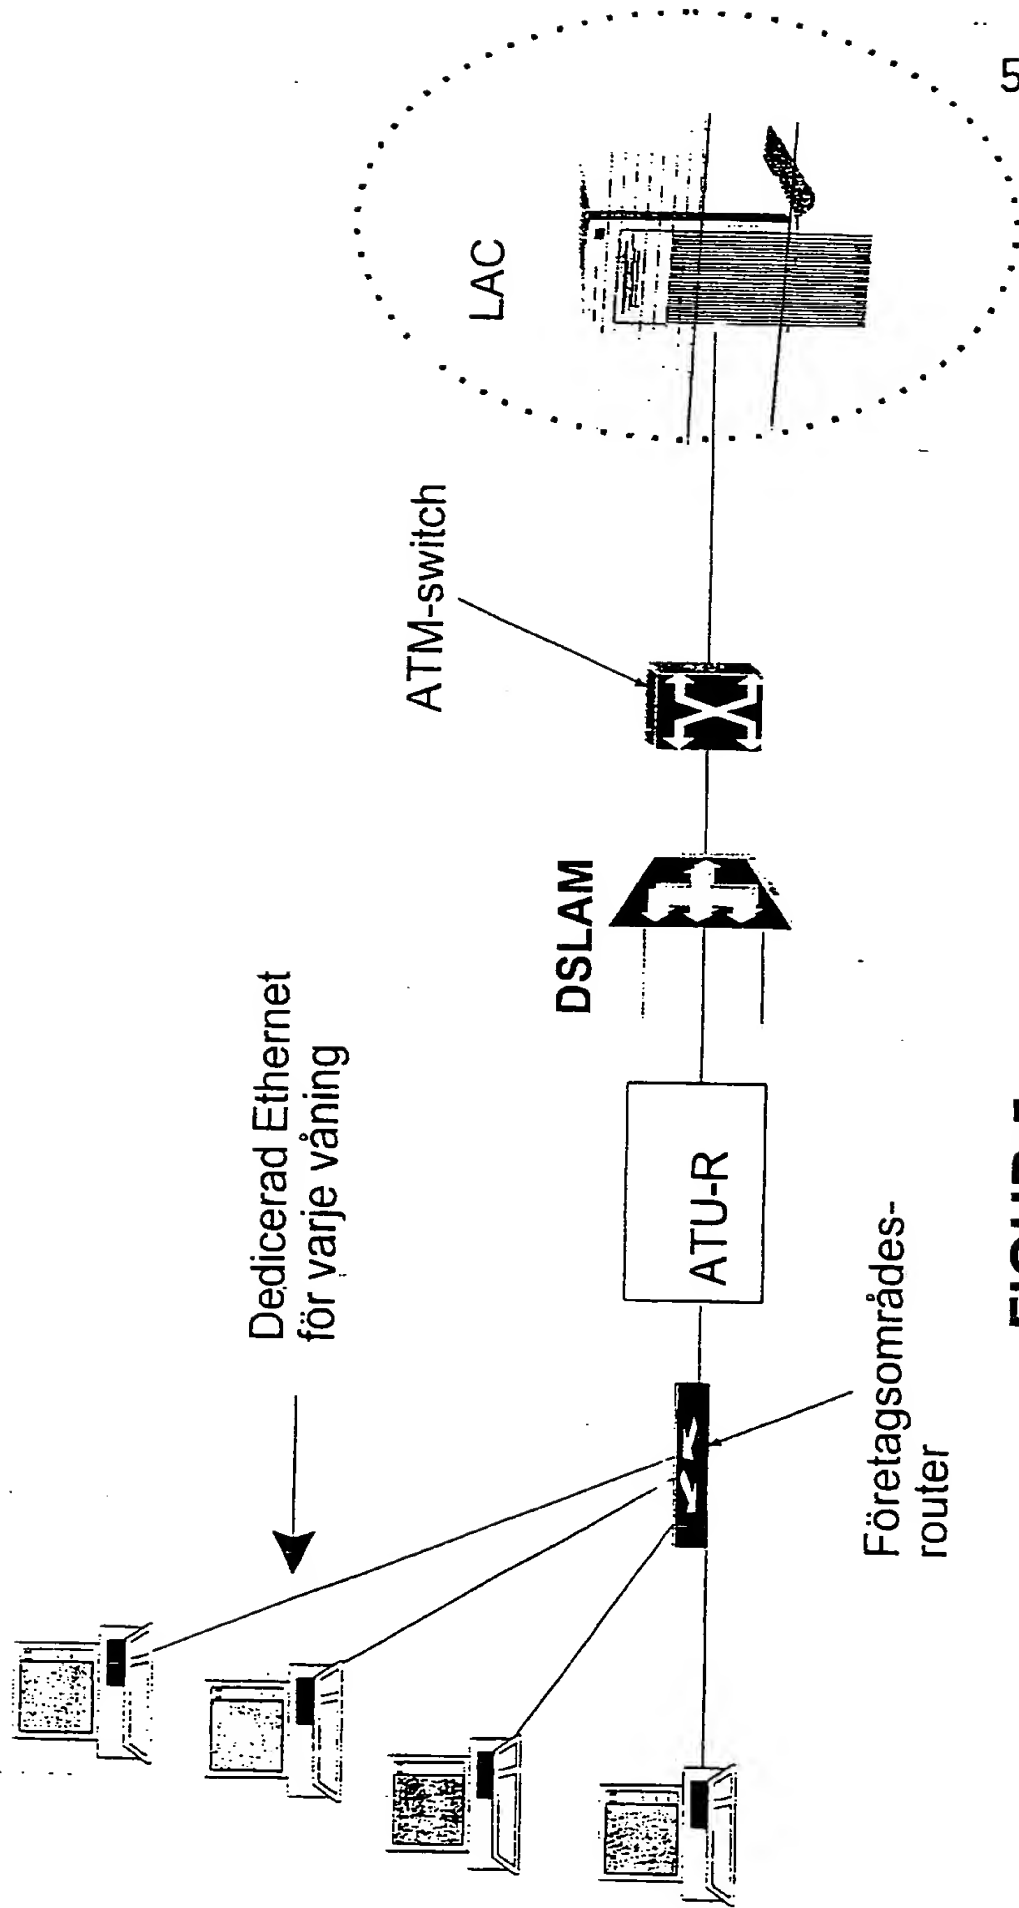 Dedicerad Ethernet
för varje våning
Företagsområdes-
router
ATU-R
DSLAM
ATM-switch
LAC
5